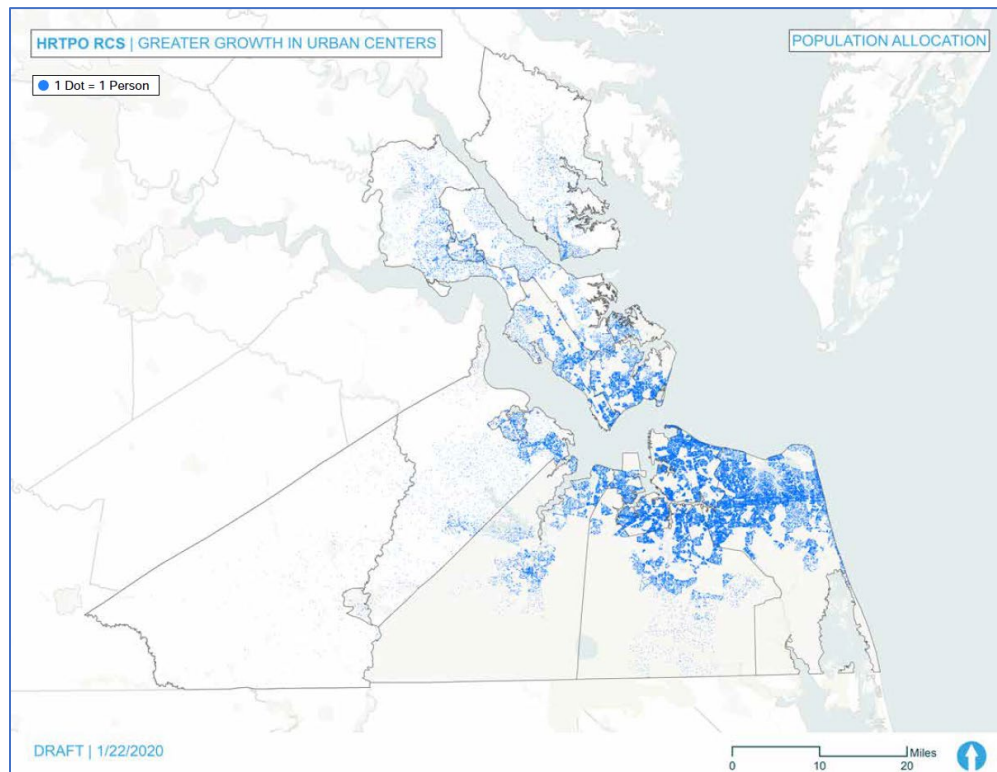 HRTPO RCS | GREATER GROWTH IN URBAN CENTERS
POPULATION ALLOCATION
1 Dot = 1 Person
DRAFT | 1/22/2020
Miles
0 10 20